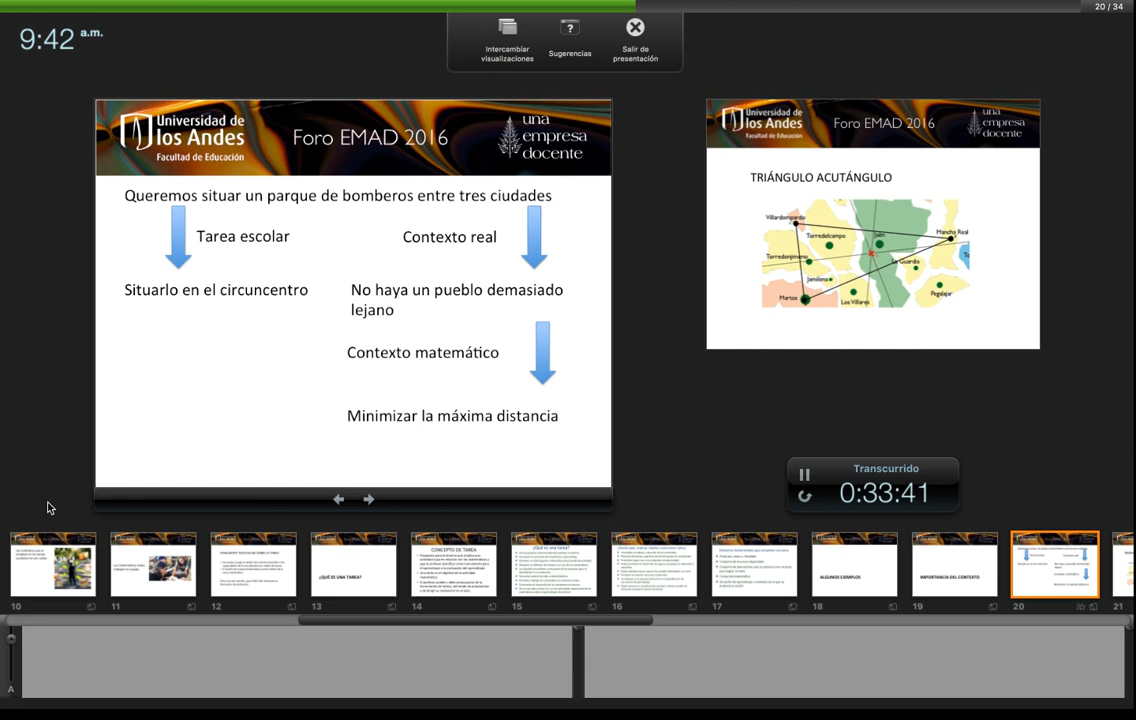 20 / 34
9:42 a.m.
Intercambiar
visualizaciones
Sugerencias
Salir de
presentación
Universidad de
los Andes
Facultad de Educación
Foro EMAD 2016
una
empresa
docente
Queremos situar un parque de bomberos entre tres ciudades
Tarea escolar
Contexto real
Situarlo en el circuncentro
No haya un pueblo demasiado
lejano
Contexto matemático
Minimizar la máxima distancia
Universidad de
los Andes
Facultad de Educación
Foro EMAD 2016
una
empresa
docente
TRIÁNGULO ACUTÁNGULO
Villardompardo
Torredelcampo
Jaén
Mancha Real
Torredonjimeno
La Guardia
Jamilena
Martos
Los Villares
Pegalajar
Transcurrido
0:33:41
¿QUÉ ES UNA TAREA?
CONCEPTO DE TAREA
¿Qué es una tarea?
ALGUNOS EJEMPLOS
IMPORTANCIA DEL CONTEXTO
10
11
12
13
14
15
16
17
18
19
20
21
A